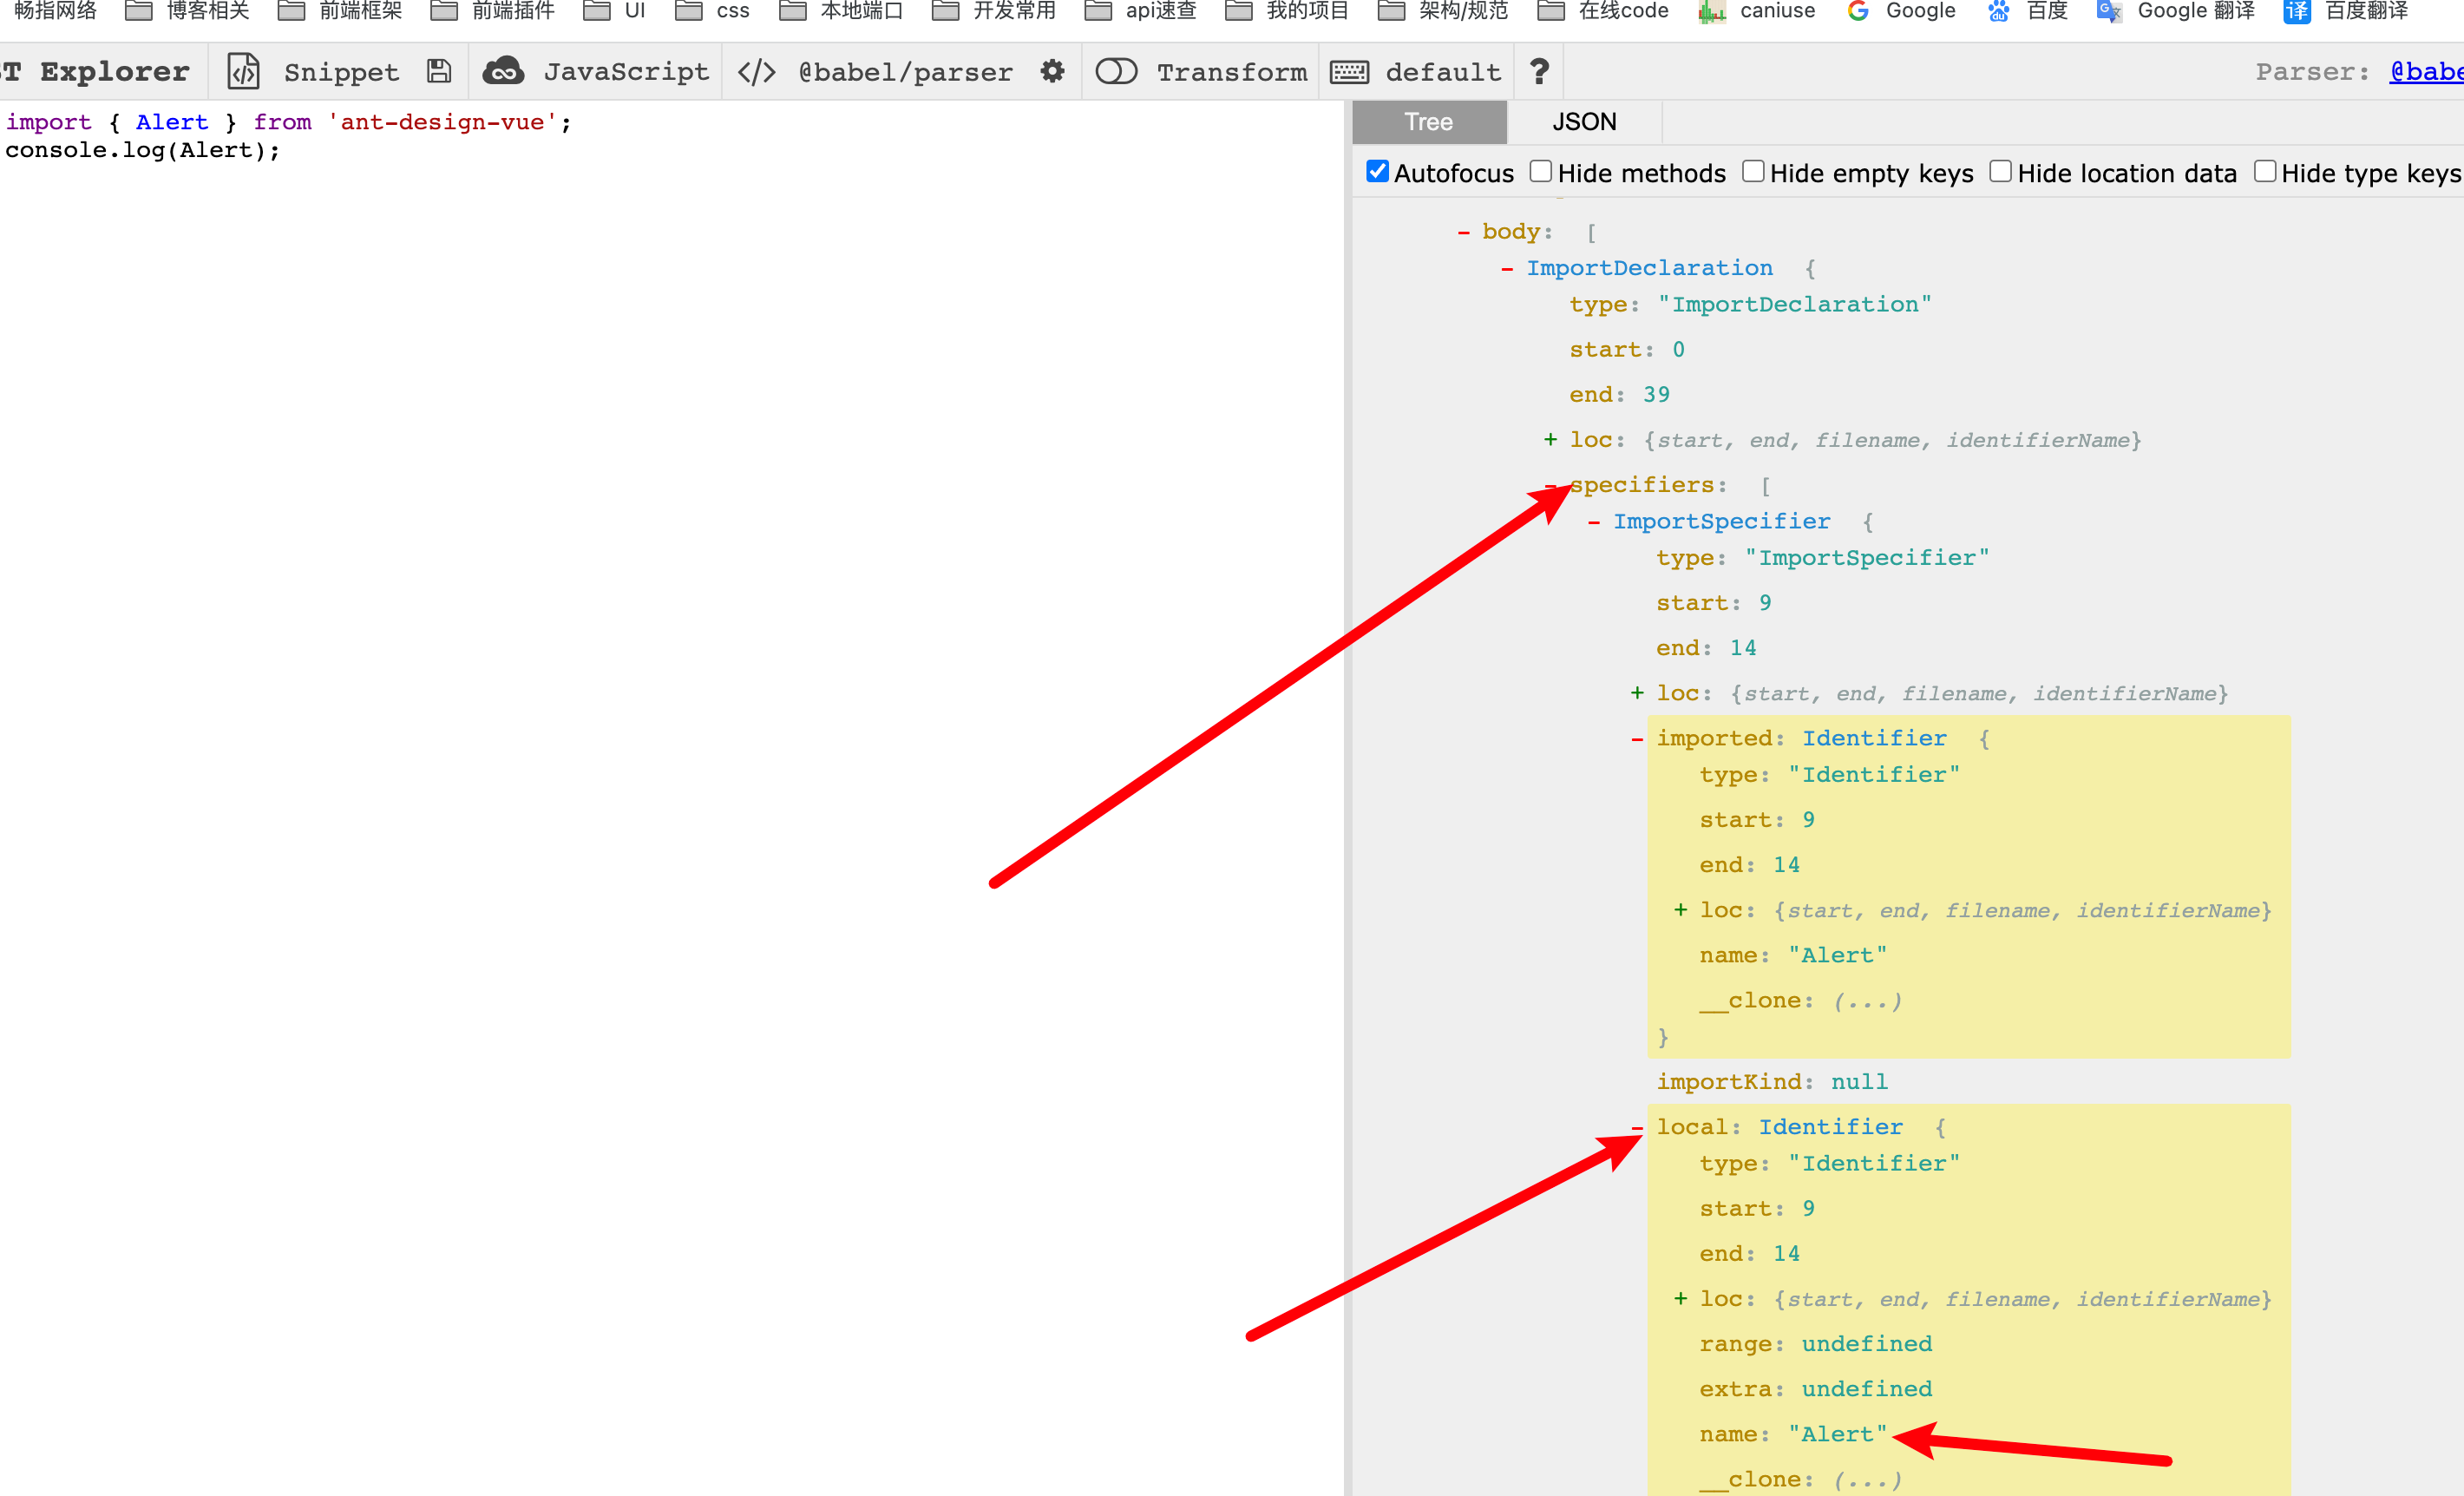 畅指网络 博客相关 前端框架 前端插件 UI css 本地端口 开发常用 api速查 我的项目 架构/规范 在线code caniuse Google 百度 Google 翻译 百度翻译
ST Explorer Snippet JavaScript </> @babel/parser Transform default ? Parser: @babe
import { Alert } from 'ant-design-vue';
console.log(Alert);
Tree JSON
Autofocus Hide methods Hide empty keys Hide location data Hide type keys
- body: [
- ImportDeclaration {
type: "ImportDeclaration"
start: 0
end: 39
+ loc: {start, end, filename, identifierName}
- specifiers: [
- ImportSpecifier {
type: "ImportSpecifier"
start: 9
end: 14
+ loc: {start, end, filename, identifierName}
- imported: Identifier {
type: "Identifier"
start: 9
end: 14
+ loc: {start, end, filename, identifierName}
name: "Alert"
__clone: (...)
}
importKind: null
- local: Identifier {
type: "Identifier"
start: 9
end: 14
+ loc: {start, end, filename, identifierName}
range: undefined
extra: undefined
name: "Alert"
__clone: (...)